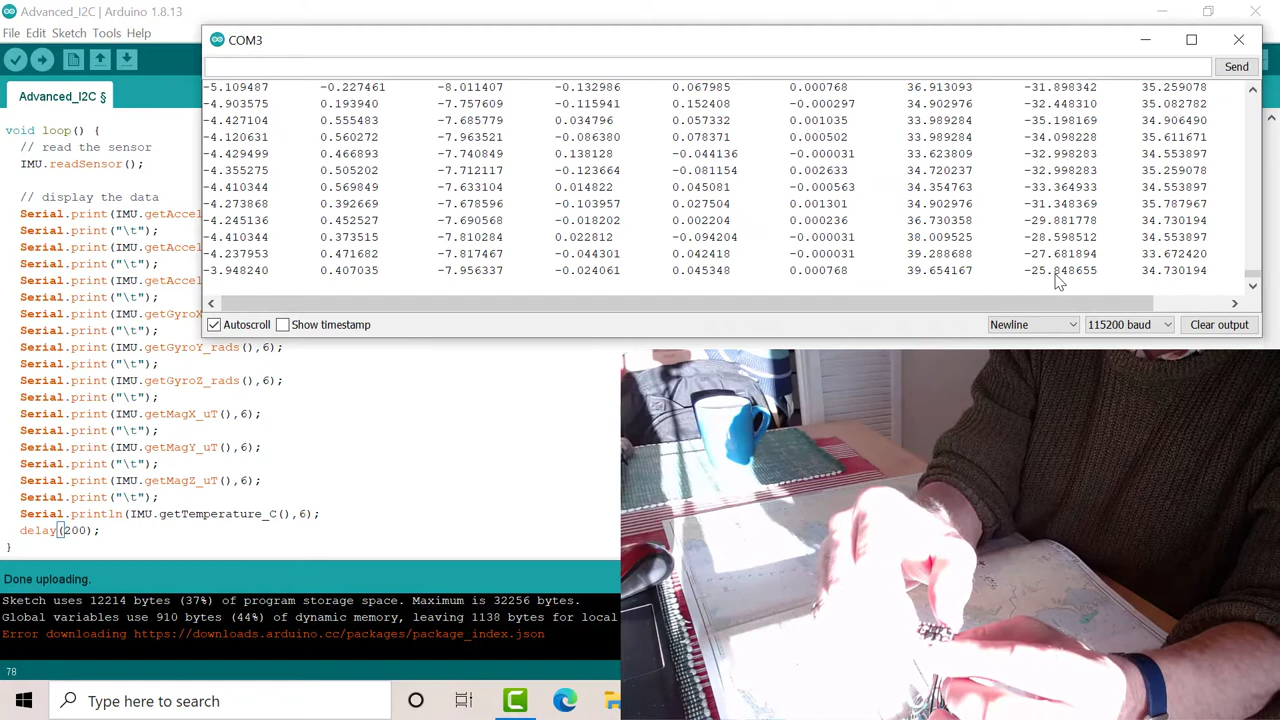 Advanced_I2C | Arduino 1.8.13
File Edit Sketch Tools Help
COM3
Send
Advanced_I2C §
-5.109487 -0.227461 -8.011407 -0.132986 0.067985 0.000768 36.913093 -31.898342 35.259078
-4.903575 0.193940 -7.757609 -0.115941 0.152408 -0.000297 34.902976 -32.448310 35.082782
-4.427104 0.555483 -7.685779 0.034796 0.057332 0.001035 33.989284 -35.198169 34.906490
-4.120631 0.560272 -7.963521 -0.086380 0.078371 0.000502 33.989284 -34.098228 35.611671
-4.429499 0.466893 -7.740849 0.138128 -0.044136 -0.000031 33.623809 -32.998283 34.553897
-4.355275 0.505202 -7.712117 -0.123664 -0.081154 0.002633 34.720237 -32.998283 35.259078
-4.410344 0.569849 -7.633104 0.014822 0.045081 -0.000563 34.354763 -33.364933 34.553897
-4.273868 0.392669 -7.678596 -0.103957 0.027504 0.001301 34.902976 -31.348369 35.787967
-4.245136 0.452527 -7.690568 -0.018202 0.002204 0.000236 36.730358 -29.881778 34.730194
-4.410344 0.373515 -7.810284 0.022812 -0.094204 -0.000031 38.009525 -28.598512 34.553897
-4.237953 0.471682 -7.817467 -0.044301 0.042418 -0.000031 39.288688 -27.681894 33.672420
-3.948240 0.407035 -7.956337 -0.024061 0.045348 0.000768 39.654167 -25.848655 34.730194
Autoscroll Show timestamp Newline 115200 baud Clear output
void loop() {
// read the sensor
IMU.readSensor();
// display the data
Serial.print(IMU.getAccel
Serial.print("\t");
Serial.print(IMU.getAccel
Serial.print("\t");
Serial.print(IMU.getAccel
Serial.print("\t");
Serial.print(IMU.getGyroX
Serial.print("\t");
Serial.print(IMU.getGyroY_rads(),6);
Serial.print("\t");
Serial.print(IMU.getGyroZ_rads(),6);
Serial.print("\t");
Serial.print(IMU.getMagX_uT(),6);
Serial.print("\t");
Serial.print(IMU.getMagY_uT(),6);
Serial.print("\t");
Serial.print(IMU.getMagZ_uT(),6);
Serial.print("\t");
Serial.println(IMU.getTemperature_C(),6);
delay(200);
}
Done uploading.
Sketch uses 12214 bytes (37%) of program storage space. Maximum is 32256 bytes.
Global variables use 910 bytes (44%) of dynamic memory, leaving 1138 bytes for local
Error downloading https://downloads.arduino.cc/packages/package_index.json
78
Type here to search